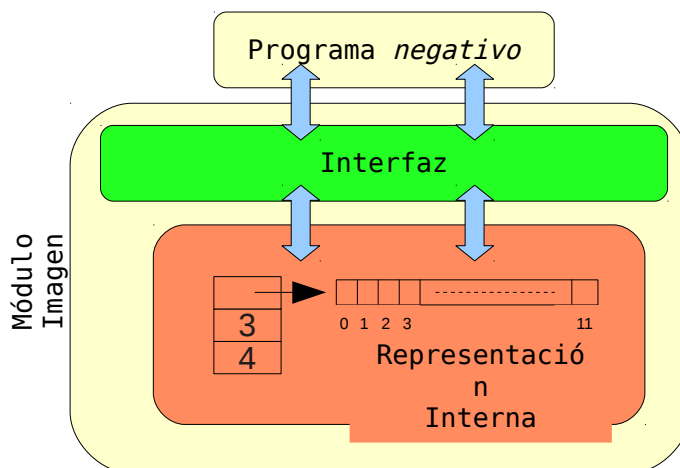 Programa negativo
Interfaz
Módulo
Imagen
3
4
0 1 2 3 11
Representació
n
Interna